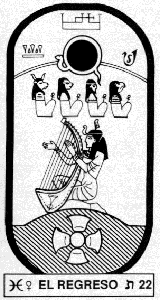 ♓ ♀ EL REGRESO ת 22